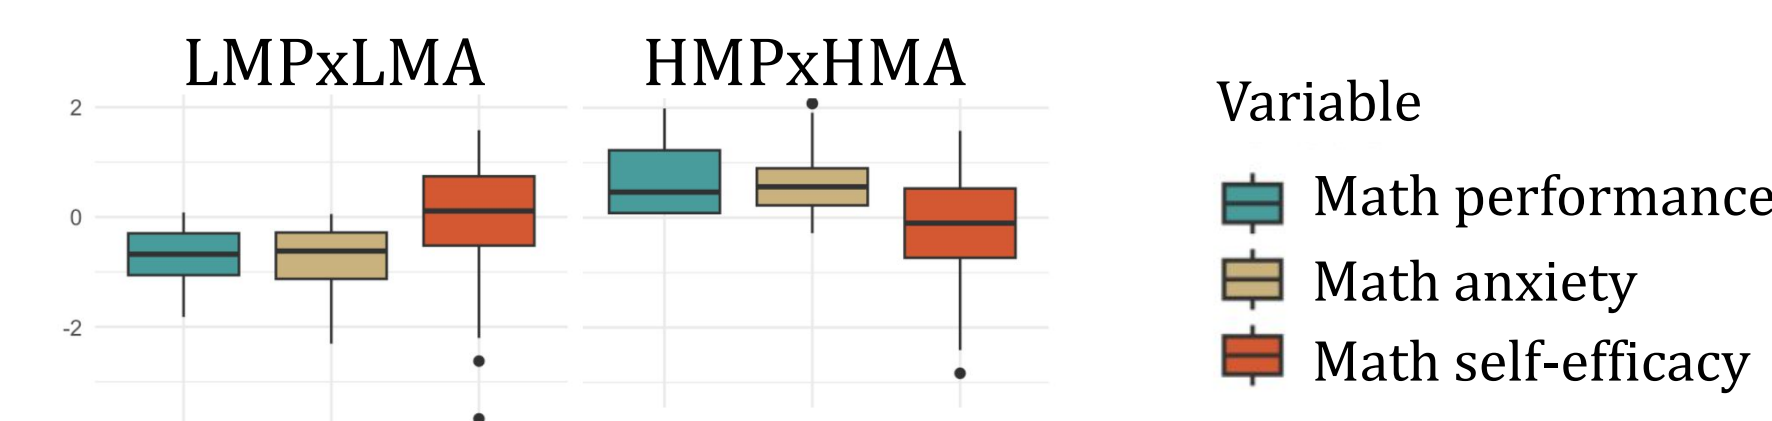 LMPxLMA
HMPxHMA
2
0
-2
Variable
Math performance
Math anxiety
Math self-efficacy